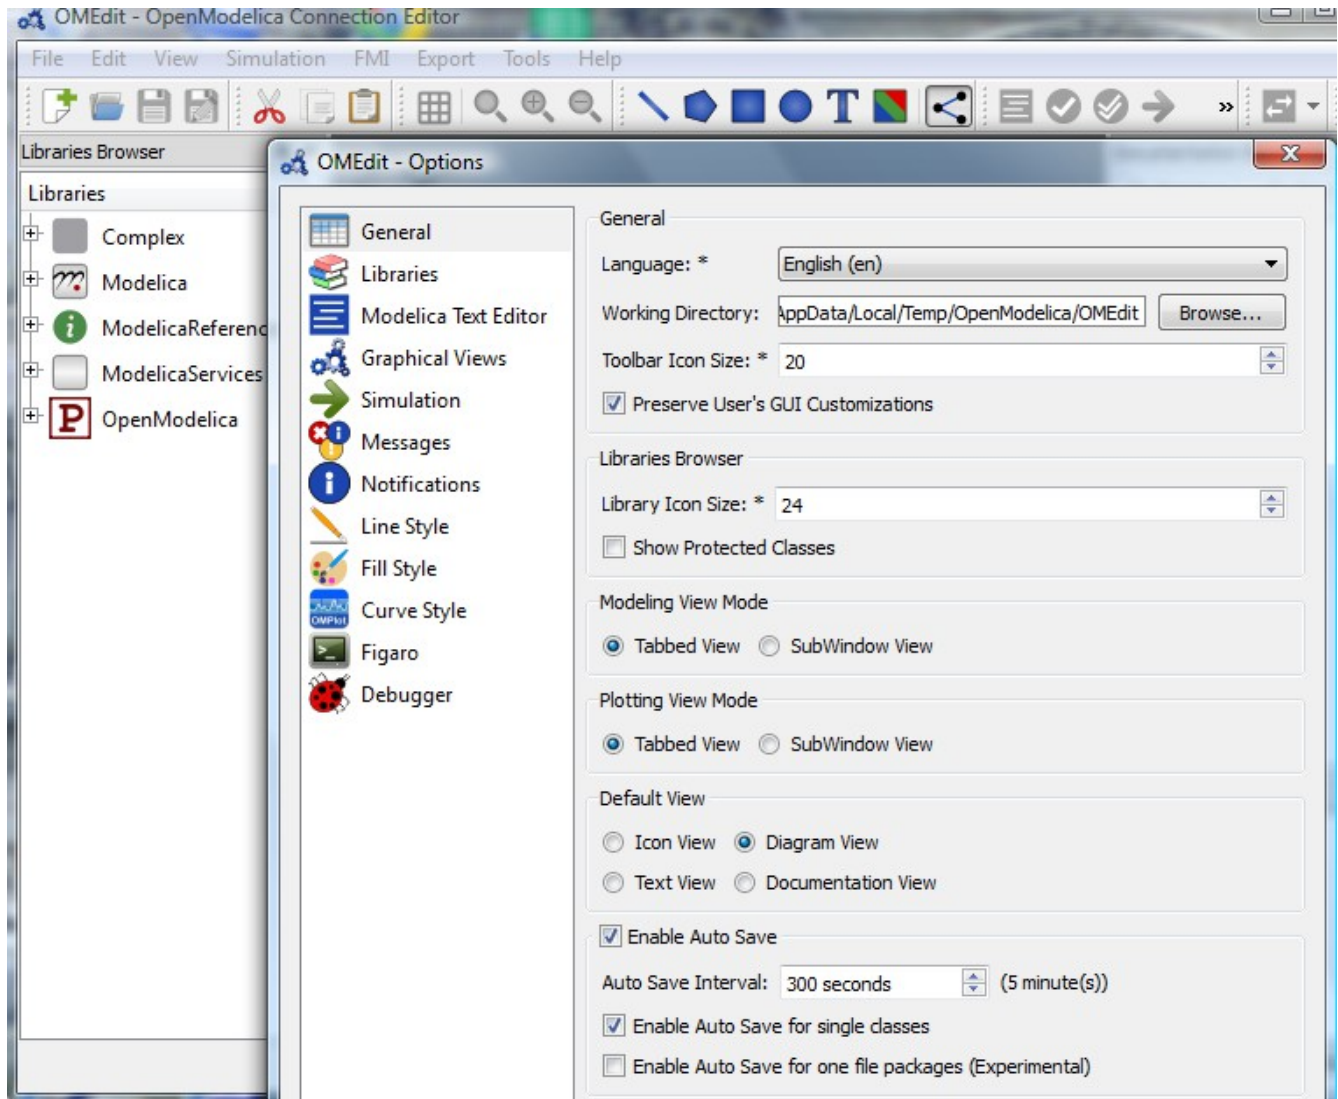 OMEdit - OpenModelica Connection Editor
File Edit View Simulation FMI Export Tools Help
T
»
Libraries Browser
Libraries
Complex
Modelica
ModelicaReferenc
ModelicaServices
P OpenModelica
OMEdit - Options
General
Libraries
Modelica Text Editor
Graphical Views
Simulation
Messages
Notifications
Line Style
Fill Style
OMPlot
Curve Style
Figaro
Debugger
General
Language: * English (en)
Working Directory: AppData/Local/Temp/OpenModelica/OMEdit Browse...
Toolbar Icon Size: * 20
Preserve User's GUI Customizations
Libraries Browser
Library Icon Size: * 24
Show Protected Classes
Modeling View Mode
Tabbed View SubWindow View
Plotting View Mode
Tabbed View SubWindow View
Default View
Icon View Diagram View
Text View Documentation View
Enable Auto Save
Auto Save Interval: 300 seconds (5 minute(s))
Enable Auto Save for single classes
Enable Auto Save for one file packages (Experimental)